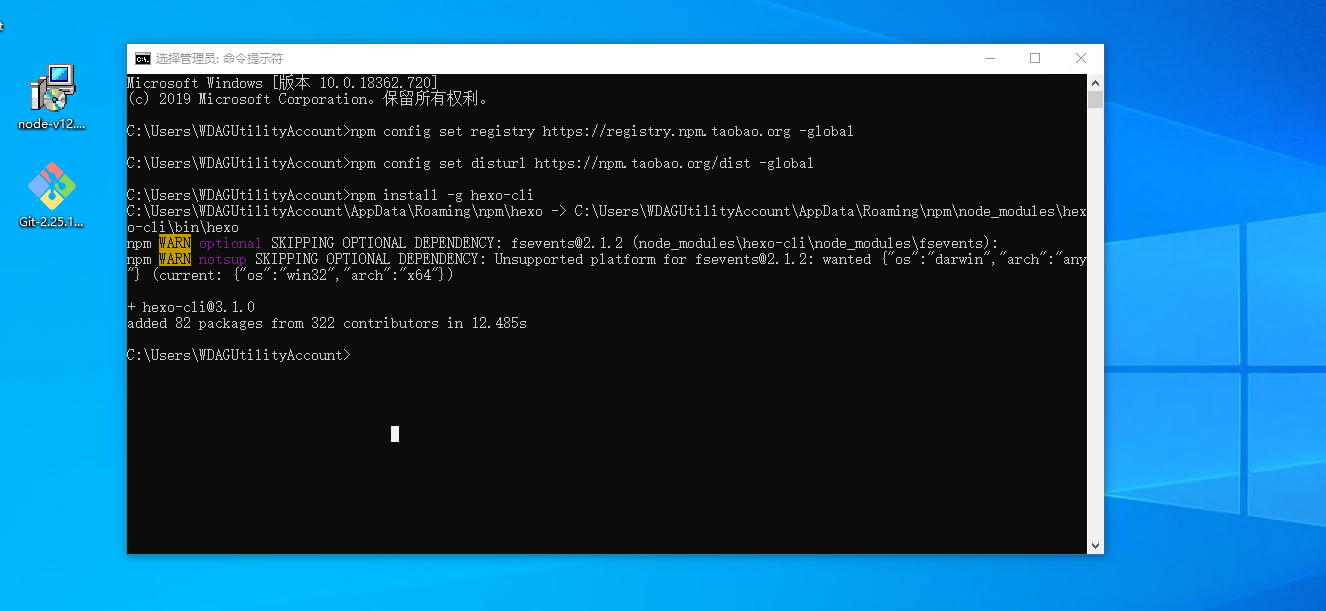 t
选择管理员: 命令提示符
Microsoft Windows [版本 10.0.18362.720]
(c) 2019 Microsoft Corporation。保留所有权利。
C:\Users\WDAGUtilityAccount>npm config set registry https://registry.npm.taobao.org -global
C:\Users\WDAGUtilityAccount>npm config set disturl https://npm.taobao.org/dist -global
C:\Users\WDAGUtilityAccount>npm install -g hexo-cli
C:\Users\WDAGUtilityAccount\AppData\Roaming\npm\hexo -> C:\Users\WDAGUtilityAccount\AppData\Roaming\npm\node_modules\hex
o-cli\bin\hexo
npm WARN optional SKIPPING OPTIONAL DEPENDENCY: fsevents@2.1.2 (node_modules\hexo-cli\node_modules\fsevents):
npm WARN notsup SKIPPING OPTIONAL DEPENDENCY: Unsupported platform for fsevents@2.1.2: wanted {"os":"darwin","arch":"any
"} (current: {"os":"win32","arch":"x64"})
+ hexo-cli@3.1.0
added 82 packages from 322 contributors in 12.485s
C:\Users\WDAGUtilityAccount>
node-v12....
Git-2.25.1...